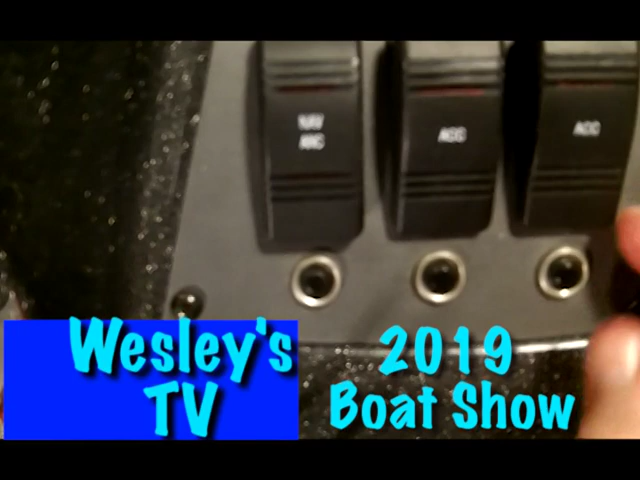 NAV
ANC
ACC
ACC
Wesley's
TV
2019
Boat Show